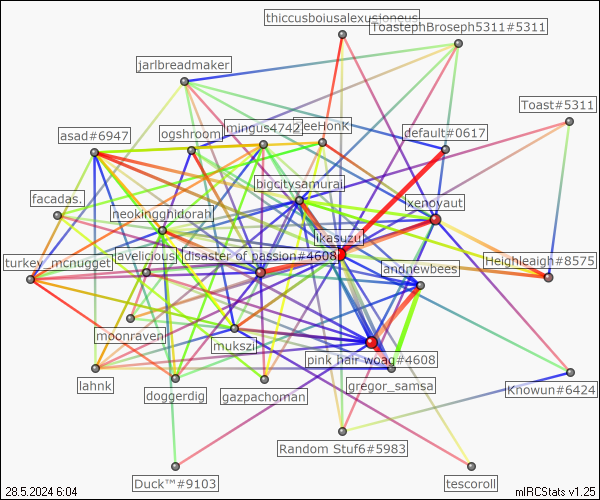 thiccusboiusalexusioneus
ToastephBroseph5311#5311
jarlbreadmaker
Toast#5311
asad#6947
ogshroom
mingus4742
default#0617
bigcitysamurai
facadas.
xenoyaut
neokingghidorah
ikasuzu
turkey_mcnugget
avelicious
disaster of passion#4608
andnewbees
Heighleaigh#8575
moonraven
mukszi
pink hair woag#4608
lahnk
doggerdig
gazpachoman
gregor_samsa
Knowun#6424
Random Stuf6#5983
Duck™#9103
tescoroll
28.5.2024 6:04
mIRCStats v1.25